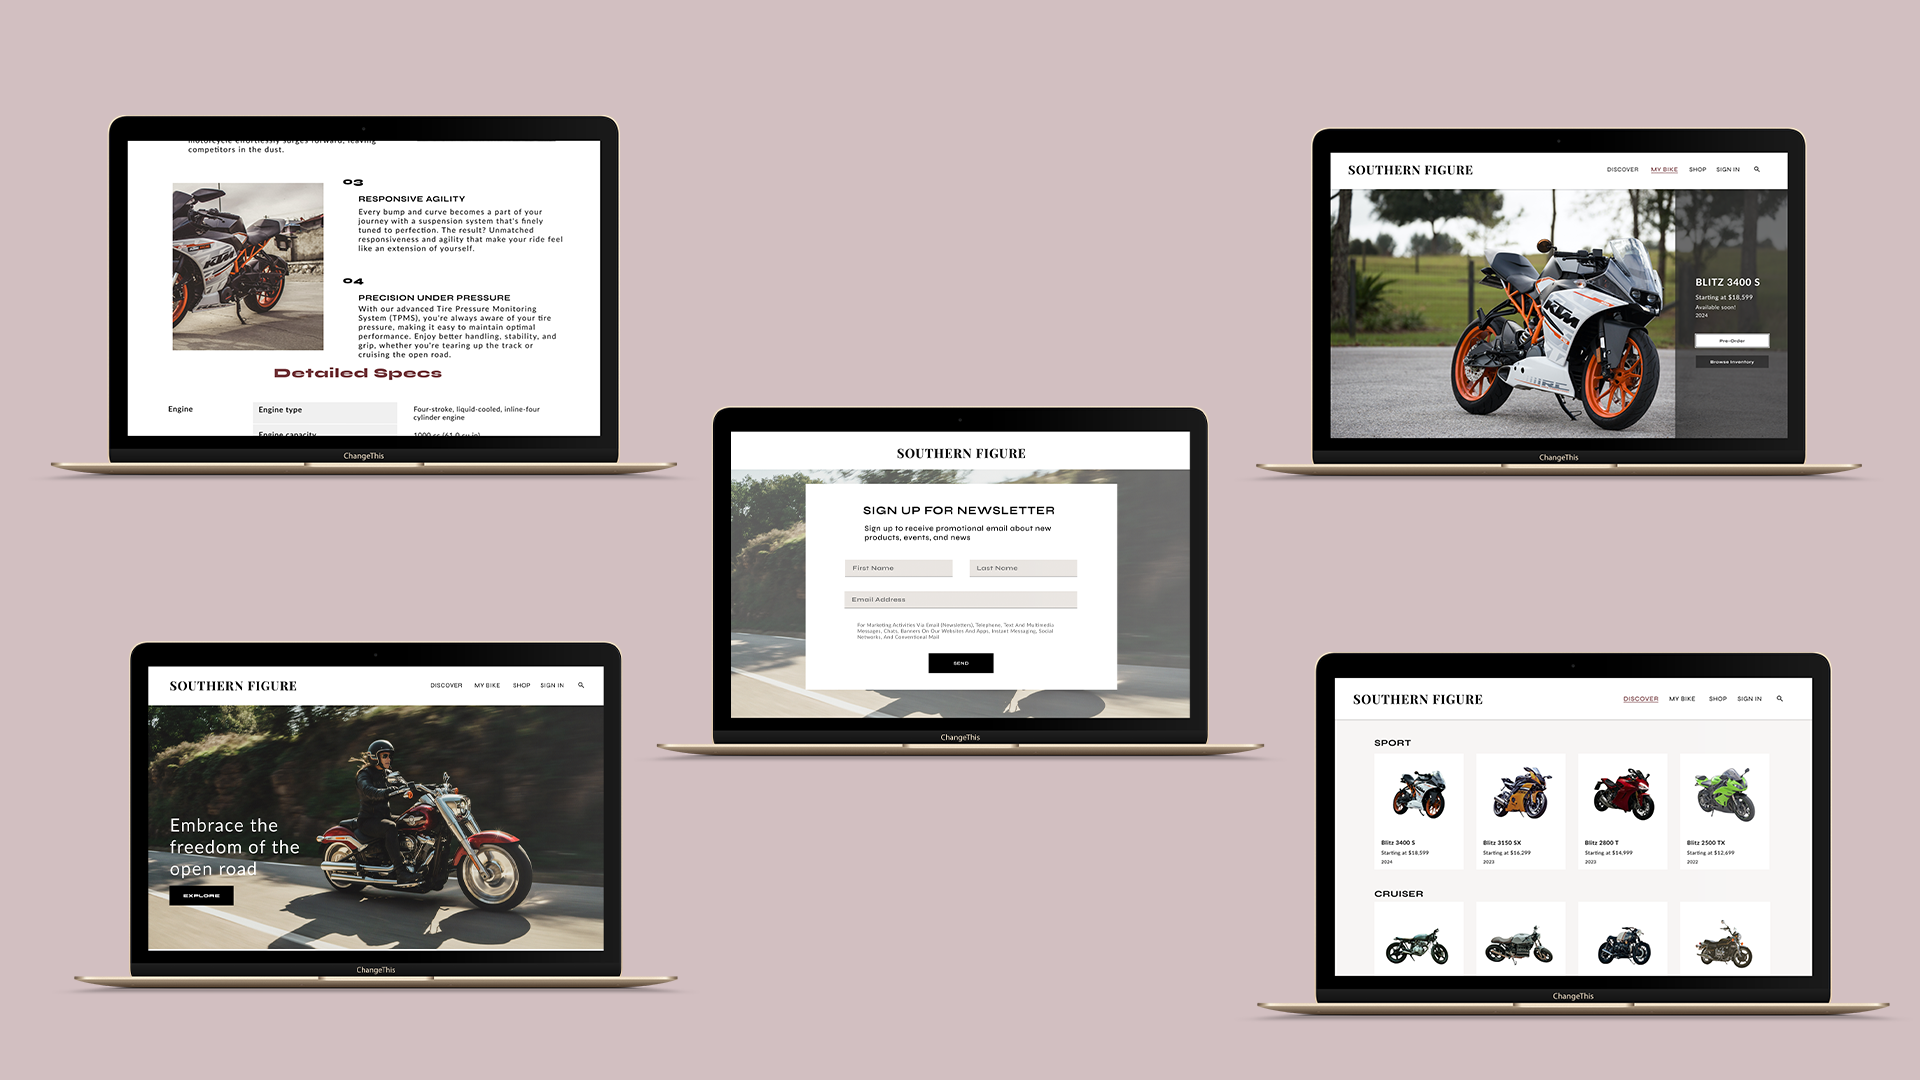 motorcycle effortlessly surges forward, leaving
competitors in the dust.
03
RESPONSIVE AGILITY
Every bump and curve becomes a part of your
journey with a suspension system that's finely
tuned to perfection. The result? Unmatched
responsiveness and agility that make your ride feel
like an extension of yourself.
04
PRECISION UNDER PRESSURE
With our advanced Tire Pressure Monitoring
System (TPMS), you're always aware of your tire
pressure, making it easy to maintain optimal
performance. Enjoy better handling, stability, and
grip, whether you're tearing up the track or
cruising the open road.
KTM
Detailed Specs
Engine
Engine type
Four-stroke, liquid-cooled, inline-four
cylinder engine
Engine capacity
1000 cc (61.0 cu in)
ChangeThis
SOUTHERN FIGURE
DISCOVER MY BIKE SHOP SIGN IN
KTM
RC
BLITZ 3400 S
Starting at $18,599
Available soon!
2024
Pre-Order
Browse Inventory
ChangeThis
SOUTHERN FIGURE
SIGN UP FOR NEWSLETTER
Sign up to receive promotional email about new
products, events, and news
First Name
Last Name
Email Address
For Marketing Activities Via Email (Newsletters), Telephone, Text And Multimedia
Messages, Chats, Banners On Our Websites And Apps, Instant Messaging, Social
Networks, And Conventional Mail
SEND
ChangeThis
SOUTHERN FIGURE
DISCOVER MY BIKE SHOP SIGN IN
Embrace the
freedom of the
open road
EXPLORE
ChangeThis
SOUTHERN FIGURE
DISCOVER MY BIKE SHOP SIGN IN
SPORT
Blitz 3400 S
Starting at $18,599
2024
Blitz 3150 SX
Starting at $16,299
2023
Blitz 2800 T
Starting at $14,999
2023
Blitz 2500 TX
Starting at $12,699
2022
CRUISER
ChangeThis